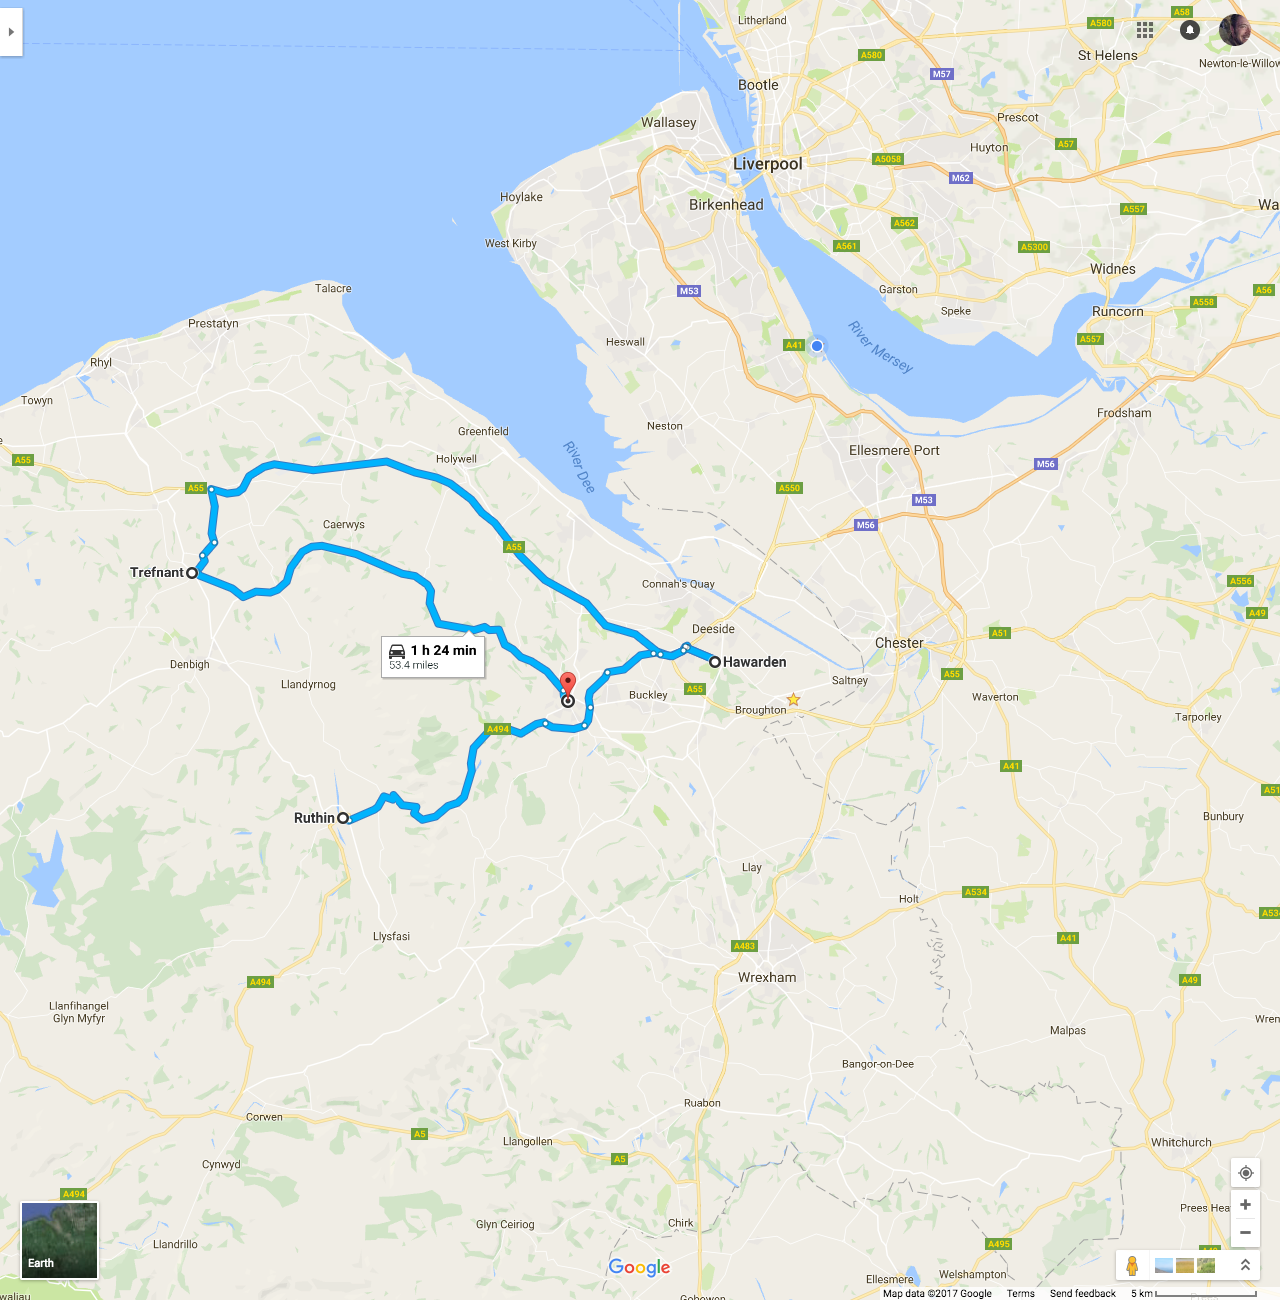 Litherland
A58
A580
A580
St Helens
M57
Newton-le-Willow
Bootle
Wallasey
Prescot
A57
Huyton
Liverpool
A5058
M62
Hoylake
Birkenhead
A557
Wa
A562
West Kirby
A561
A5300
Widnes
Talacre
M53
Garston
A56
A558
Speke
Runcorn
Prestatyn
River Mersey
Heswall
A41
A557
Rhyl
Towyn
Frodsham
Neston
Greenfield
Holywell
River Dee
Ellesmere Port
A55
M56
A55
A550
M53
Caerwys
M56
A55
Trefnant
Connah's Quay
A556
A49
Deeside
A51
Chester
1 h 24 min
53.4 miles
Hawarden
Denbigh
Llandyrnog
Saltney
A55
Buckley
A55
Waverton
Broughton
Tarporley
A494
A41
A51
Ruthin
Bunbury
Llay
A534
Holt
A534
Llysfasi
A483
A41
A494
Wrexham
A49
Llanfihangel
Glyn Myfyr
Wren
Malpas
Bangor-on-Dee
Ruabon
Corwen
A5
Llangollen
Whitchurch
A5
Cynwyd
A494
Prees Hea
Glyn Ceiriog
Chirk
Llandrillo
A495
Earth
Google
Ellesmere
Welshampton
waliau
Gobowen
Map data ©2017 Google Terms Send feedback 5 km